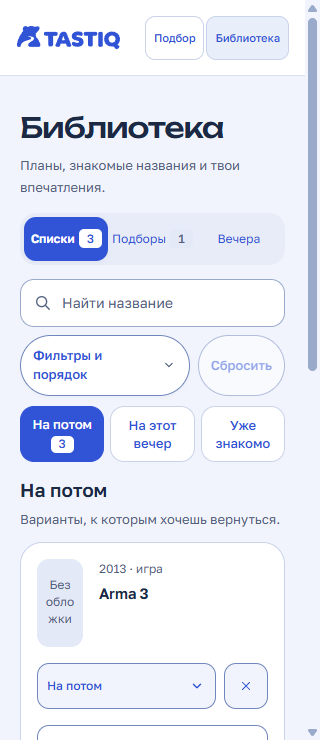 TASTIQ
Подбор
Библиотека
Библиотека
Планы, знакомые названия и твои
впечатления.
Списки 3
Подборы 1
Вечера
Найти название
Фильтры и
порядок
Сбросить
На потом
3
На этот
вечер
Уже
знакомо
На потом
Варианты, к которым хочешь вернуться.
Без
обло
жки
2013 · игра
Arma 3
На потом